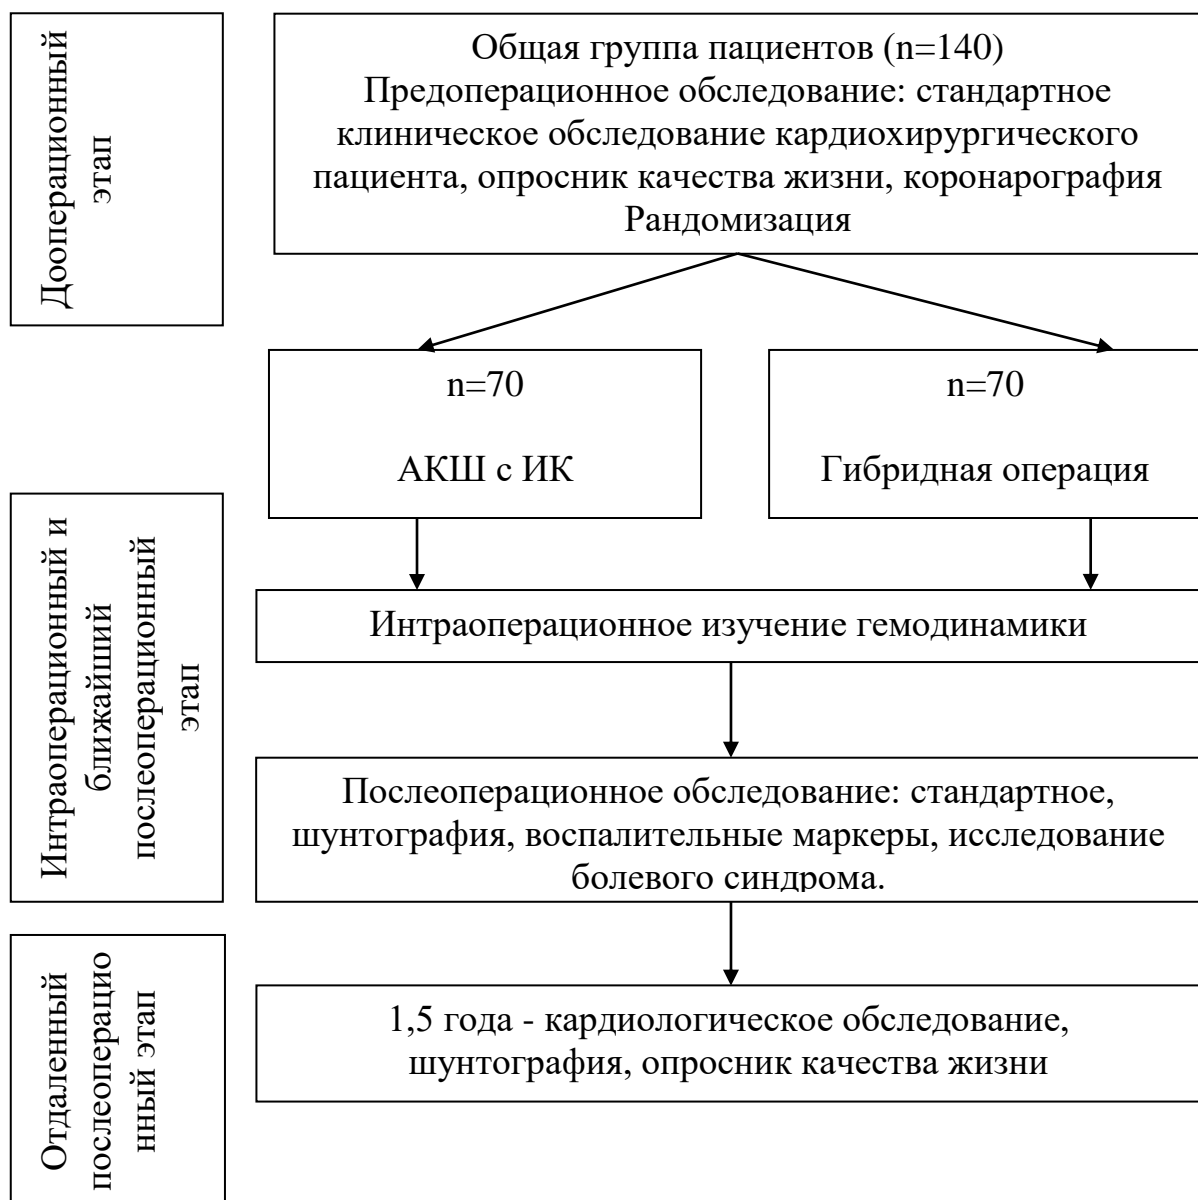 Дооперационный
этап
Общая группа пациентов (n=140)
Предоперационное обследование: стандартное
клиническое обследование кардиохирургического
пациента, опросник качества жизни, коронарография
Рандомизация
n=70
АКШ с ИК
n=70
Гибридная операция
Интраоперационный и
ближайший
послеоперационный
этап
Интраоперационное изучение гемодинамики
Послеоперационное обследование: стандартное,
шунтография, воспалительные маркеры, исследование
болевого синдрома.
Отдаленный
послеоперацио
нный этап
1,5 года - кардиологическое обследование,
шунтография, опросник качества жизни